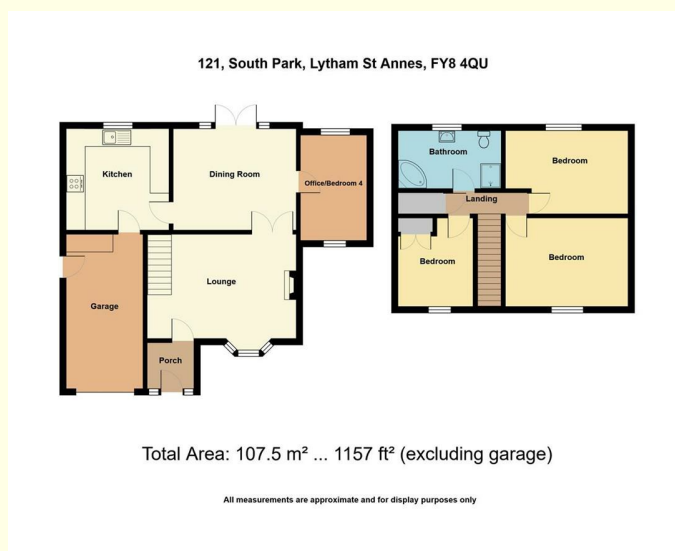 121, South Park, Lytham St Annes, FY8 4QU
Kitchen
Dining Room
Office/Bedroom 4
Garage
Lounge
Porch
Bathroom
Bedroom
Landing
Bedroom
Bedroom
Total Area: 107.5 m² ... 1157 ft² (excluding garage)
All measurements are approximate and for display purposes only